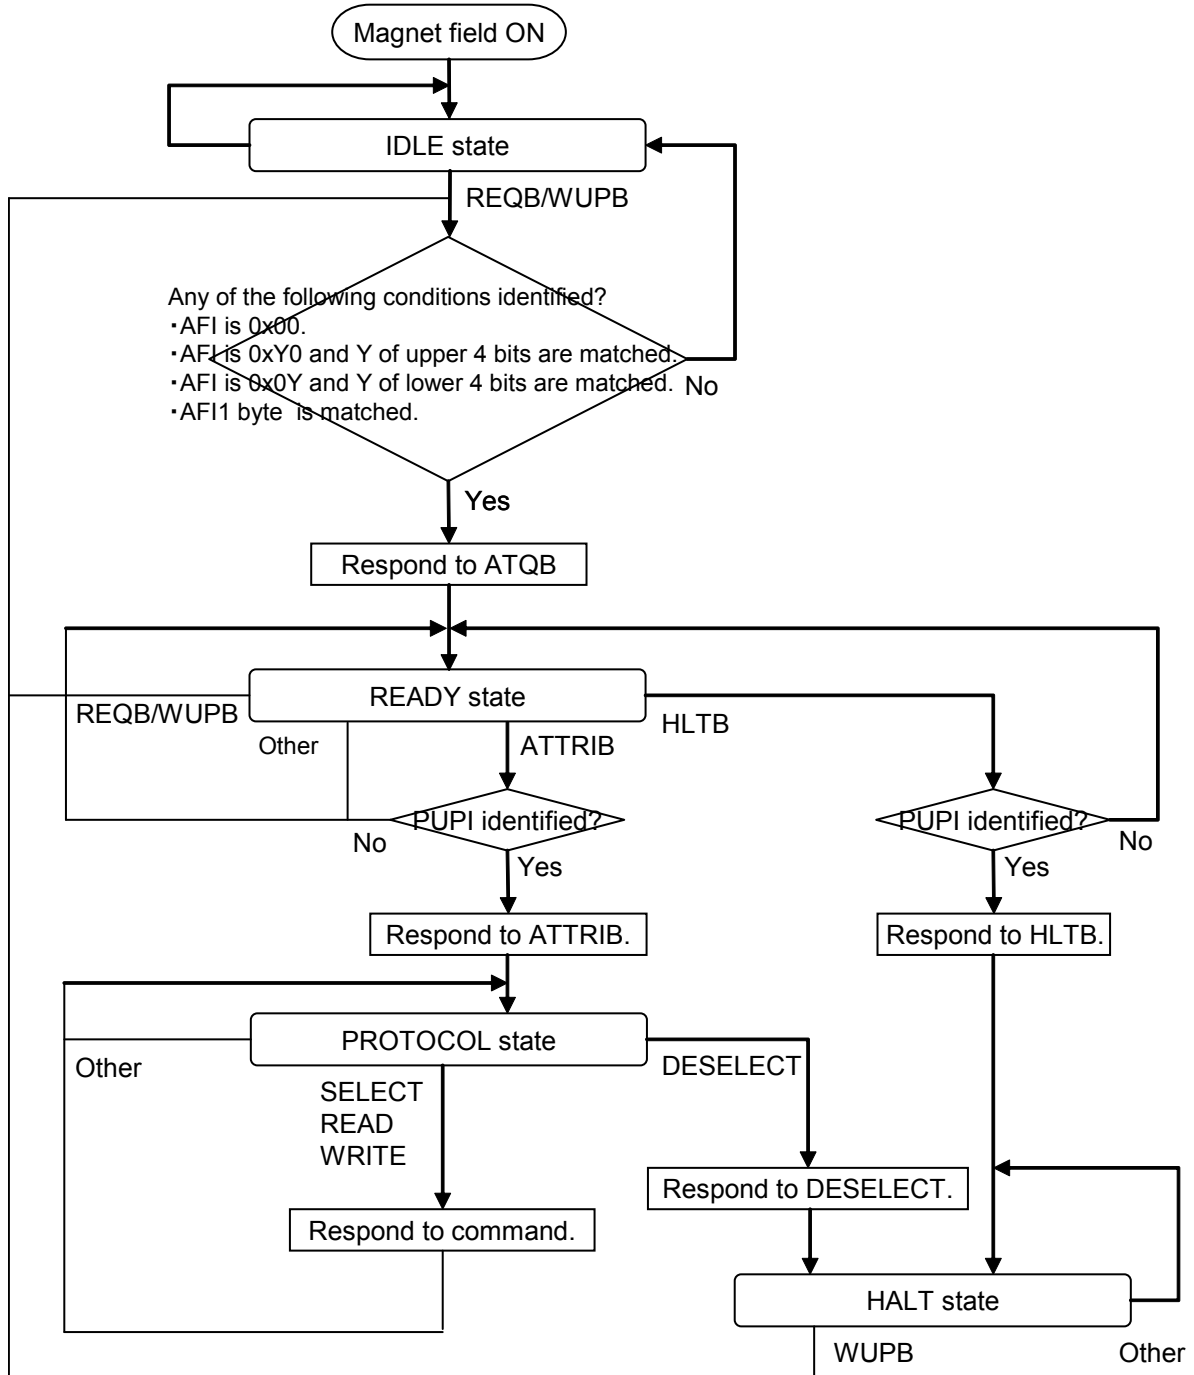 Magnet field ON
IDLE state
REQB/WUPB
Any of the following conditions identified?
・AFI is 0x00.
・AFI is 0xY0 and Y of upper 4 bits are matched.
・AFI is 0x0Y and Y of lower 4 bits are matched.
・AFI1 byte  is matched.
No
Yes
Respond to ATQB
READY state
REQB/WUPB
HLTB
Other
ATTRIB
PUPI identified?
PUPI identified?
No
No
Yes
Yes
Respond to ATTRIB.
Respond to HLTB.
PROTOCOL state
Other
DESELECT
SELECT
READ
WRITE
Respond to DESELECT.
Respond to command.
HALT state
WUPB
Other